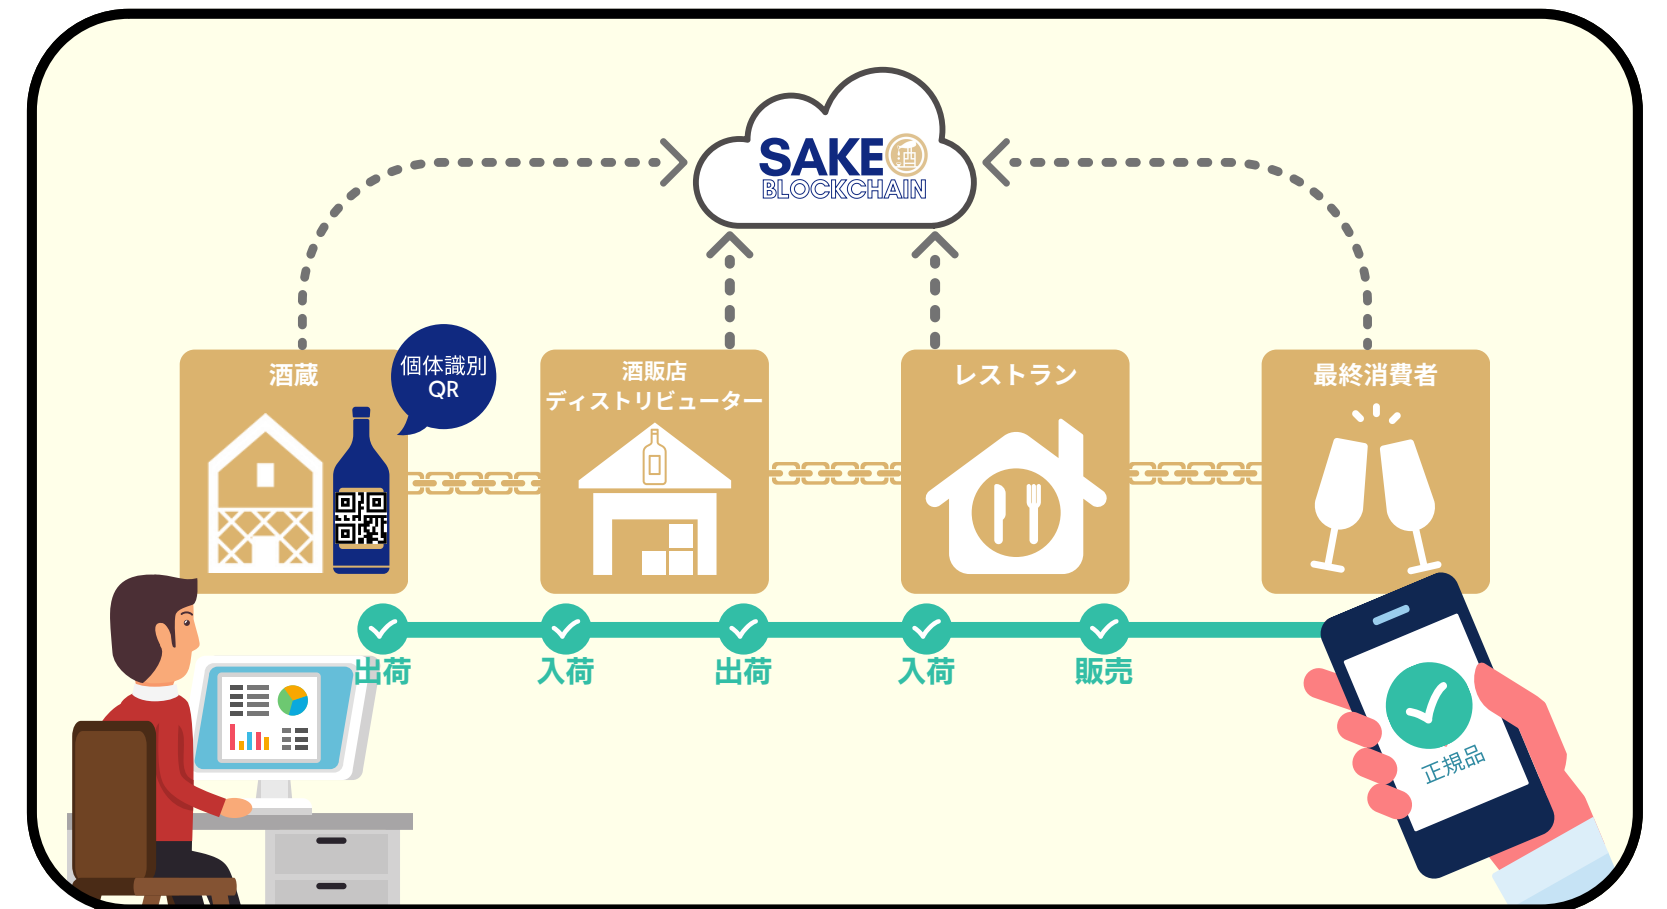 SAKE 酒
BLOCKCHAIN
酒蔵
個体識別
QR
酒販店
ディストリビューター
レストラン
最終消費者
出荷
入荷
出荷
入荷
販売
正規品